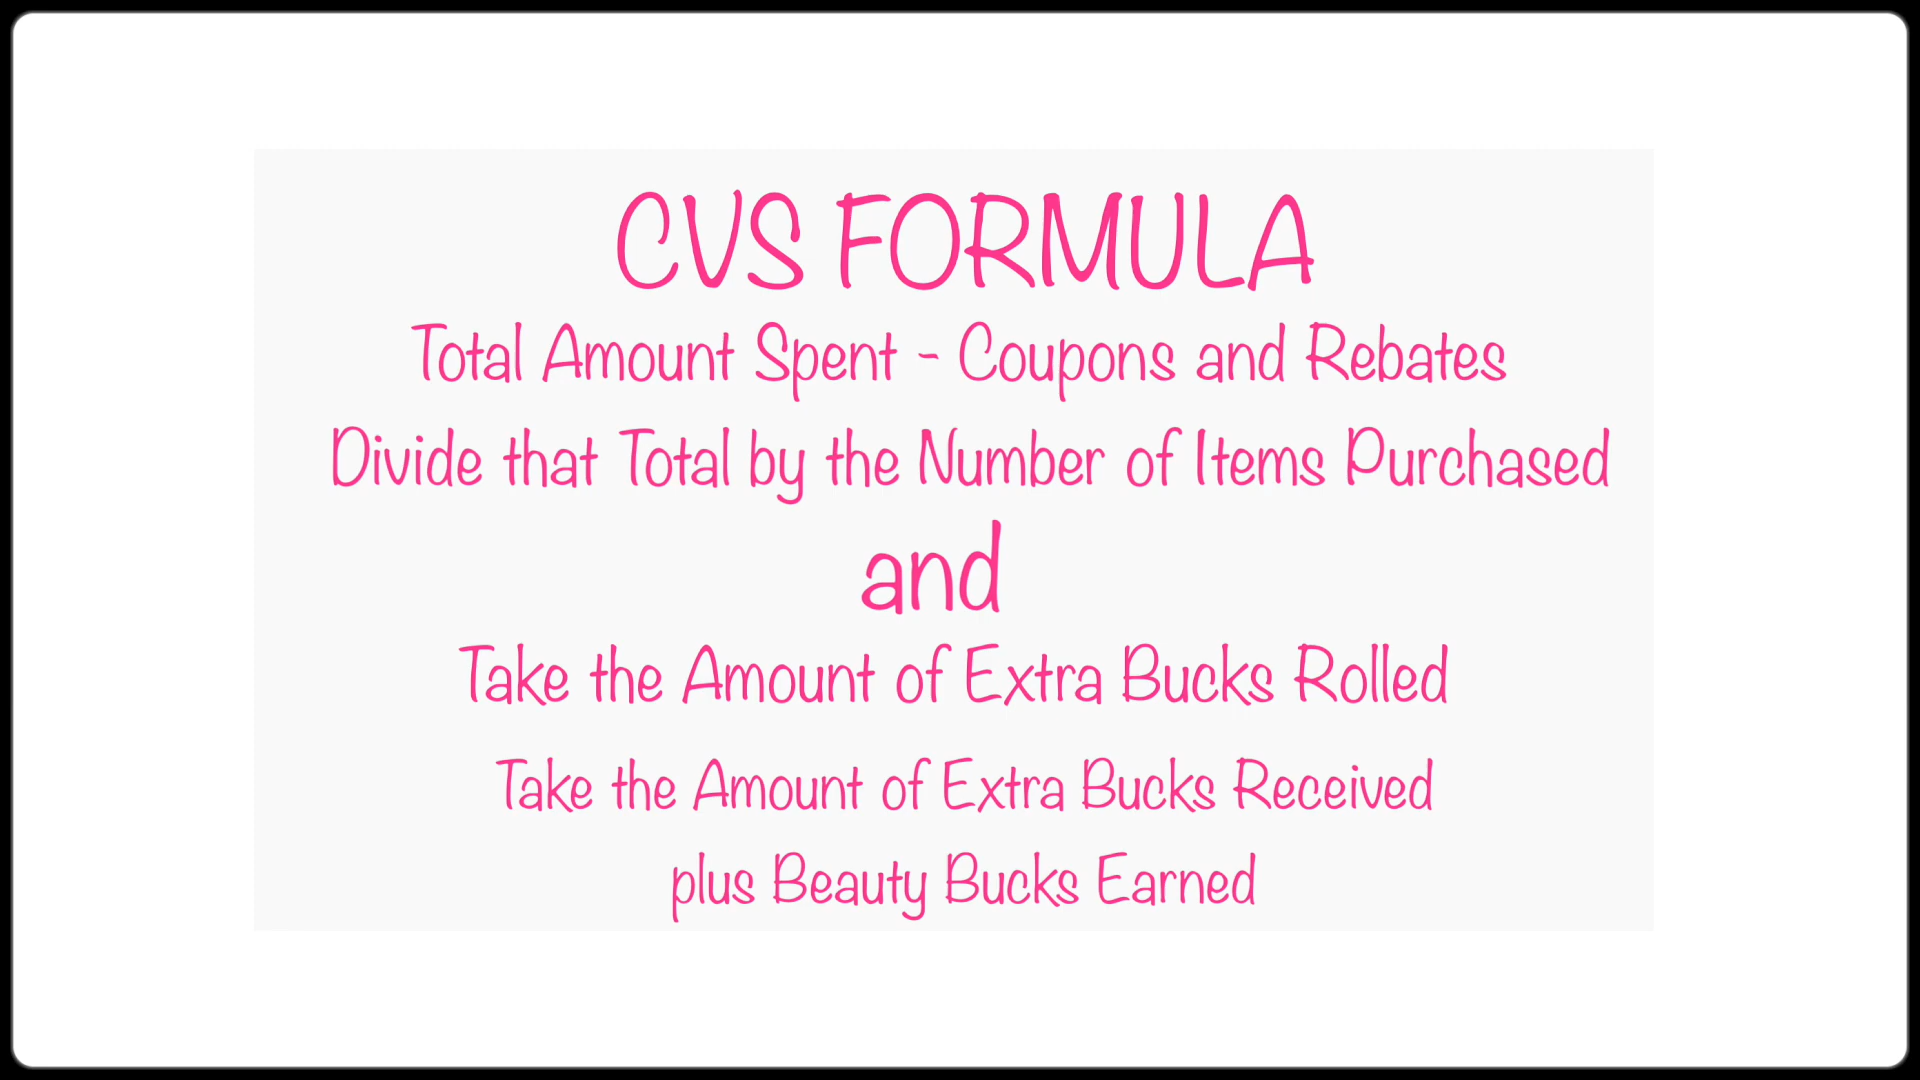 CVS FORMULA
Total Amount Spent - Coupons and Rebates
Divide that Total by the Number of Items Purchased
and
Take the Amount of Extra Bucks Rolled
Take the Amount of Extra Bucks Received
plus Beauty Bucks Earned